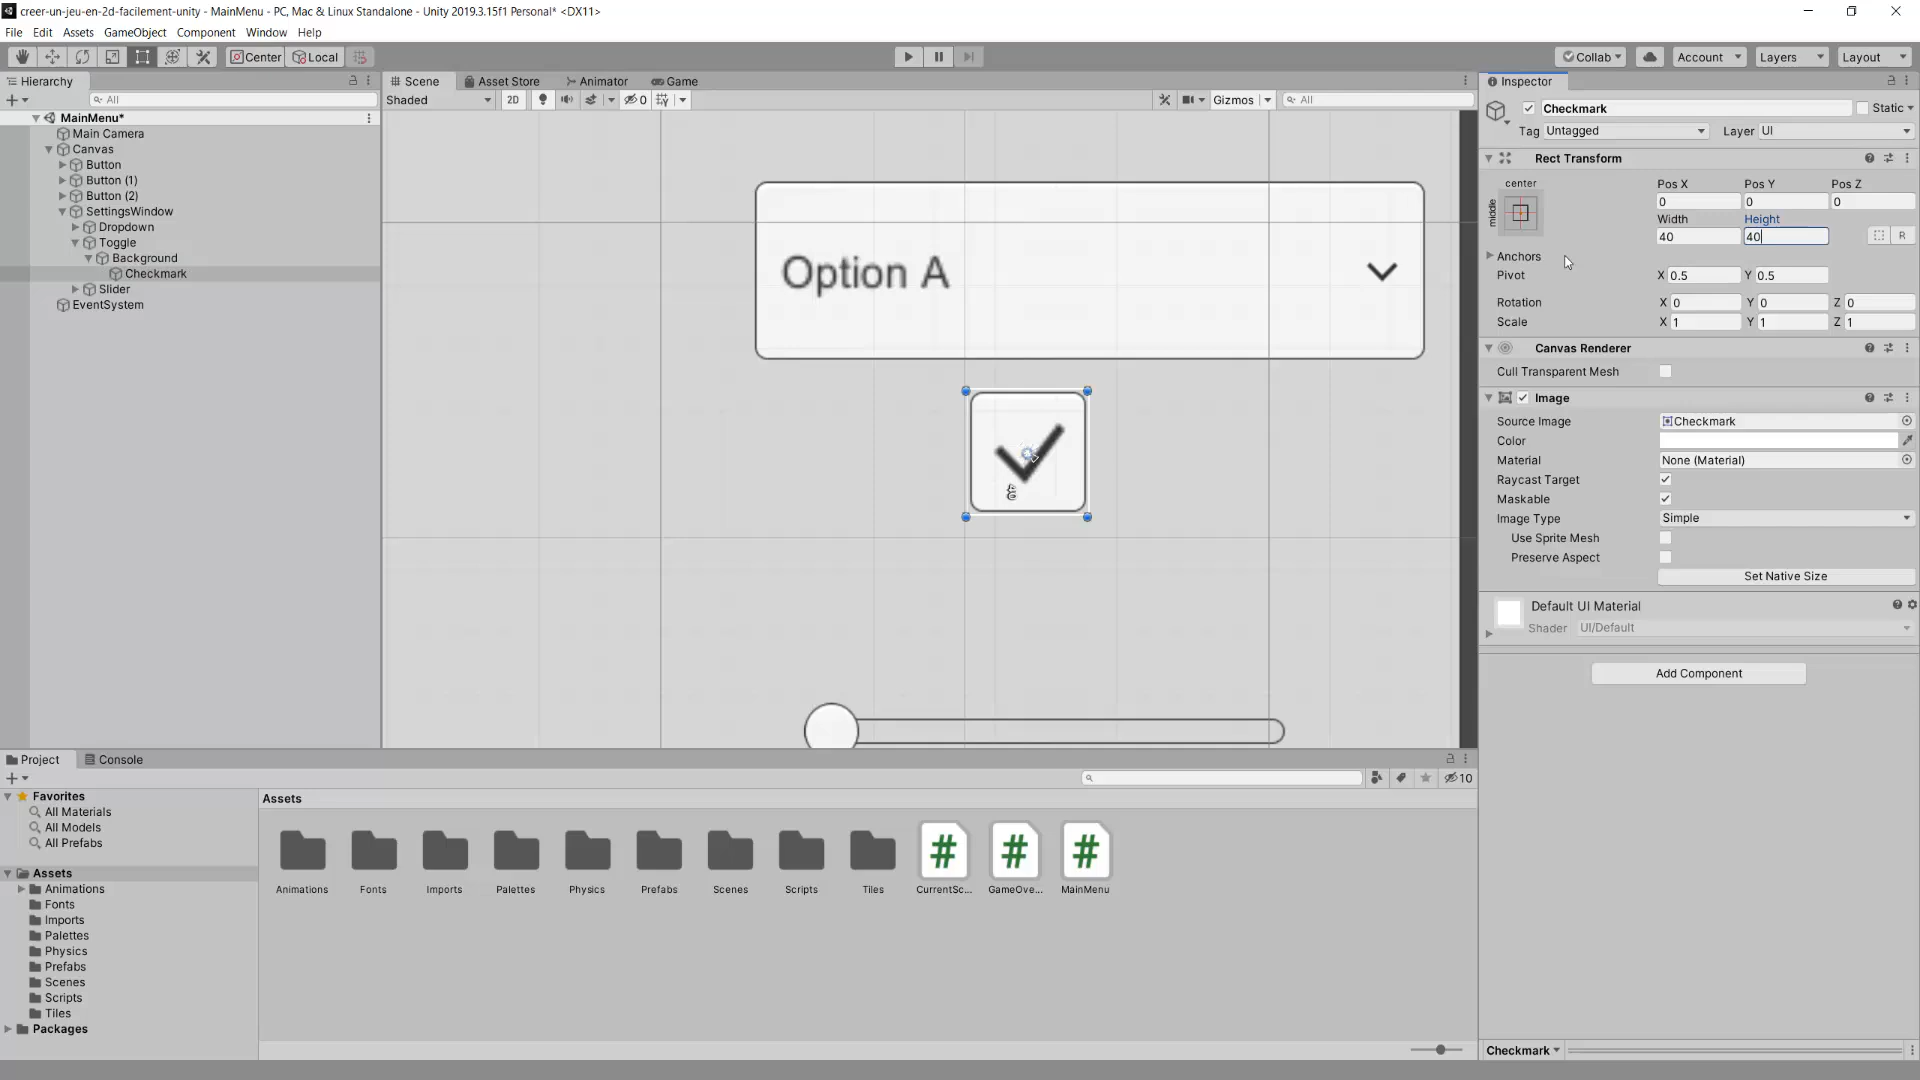 creer-un-jeu-en-2d-facilement-unity - MainMenu - PC, Mac & Linux Standalone - Unity 2019.3.15f1 Personal* <DX11>
File Edit Assets GameObject Component Window Help
Center Local Collab Account Layers Layout
Hierarchy
All
MainMenu*
Main Camera
Canvas
Button
Button (1)
Button (2)
SettingsWindow
Dropdown
Toggle
Background
Checkmark
Slider
EventSystem
Scene Asset Store Animator Game
Shaded 2D 0 Gizmos All
Option A
Inspector
Checkmark Static
Tag Untagged Layer UI
Rect Transform
center
middle
Pos X Pos Y Pos Z
0 0 0
Width Height
40 40 R
Anchors
Pivot X 0.5 Y 0.5
Rotation X 0 Y 0 Z 0
Scale X 1 Y 1 Z 1
Canvas Renderer
Cull Transparent Mesh
Image
Source Image Checkmark
Color
Material None (Material)
Raycast Target
Maskable
Image Type Simple
Use Sprite Mesh
Preserve Aspect
Set Native Size
Default UI Material
Shader UI/Default
Add Component
Checkmark
Project Console
10
Favorites
All Materials
All Models
All Prefabs
Assets
Animations
Fonts
Imports
Palettes
Physics
Prefabs
Scenes
Scripts
Tiles
Packages
Assets
Animations Fonts Imports Palettes Physics Prefabs Scenes Scripts Tiles CurrentSc... GameOve... MainMenu